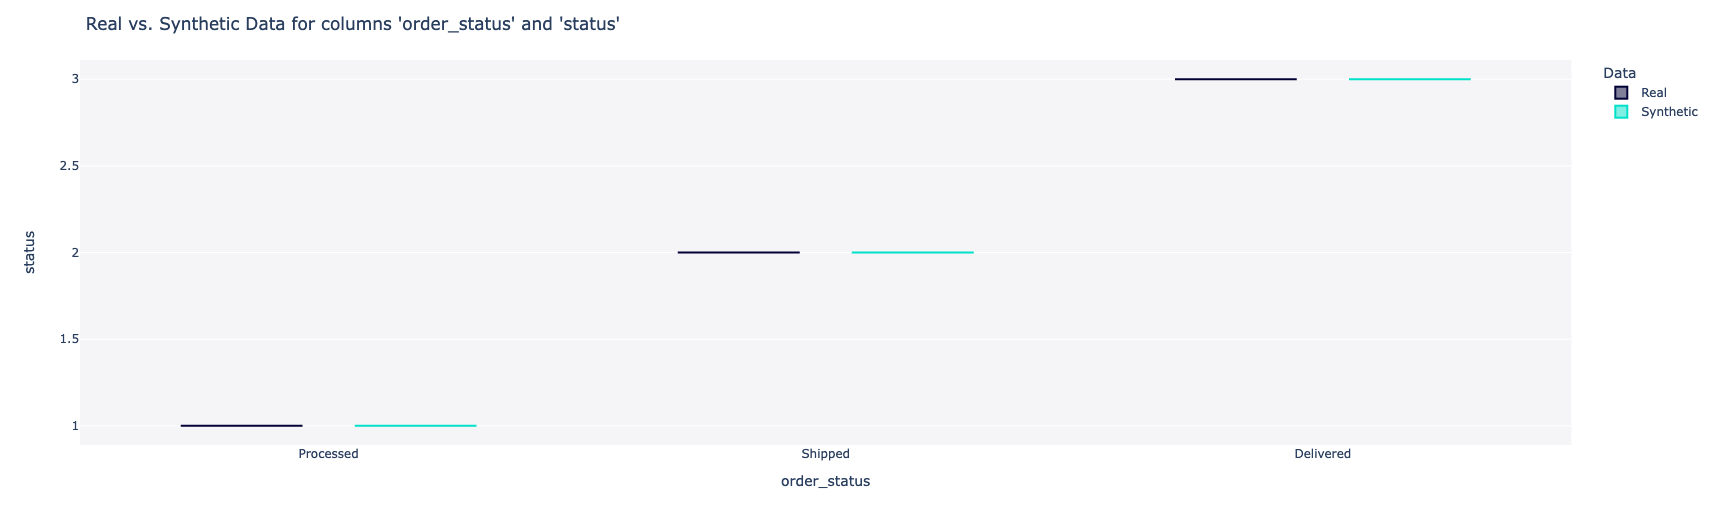 Real vs. Synthetic Data for columns 'order_status' and 'status'
Data
Real
Synthetic
status
3
2.5
2
1.5
1
Processed
Shipped
Delivered
order_status